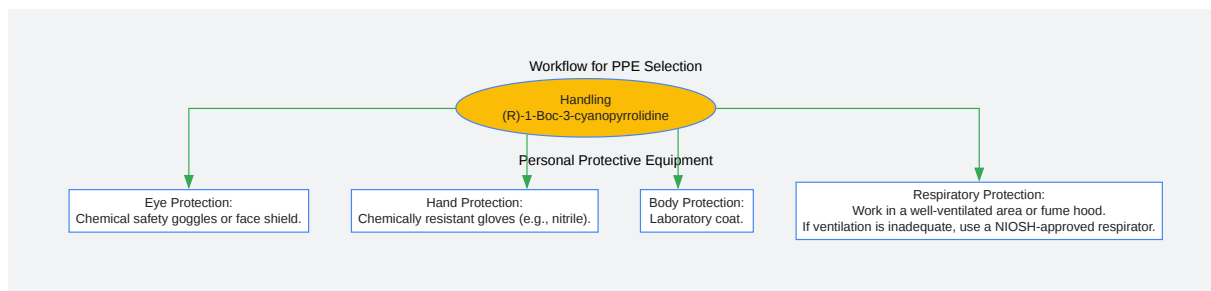 Workflow for PPE Selection
Handling
(R)-1-Boc-3-cyanopyrrolidine
Personal Protective Equipment
Eye Protection:
Chemical safety goggles or face shield.
Hand Protection:
Chemically resistant gloves (e.g., nitrile).
Body Protection:
Laboratory coat.
Respiratory Protection:
Work in a well-ventilated area or fume hood.
If ventilation is inadequate, use a NIOSH-approved respirator.